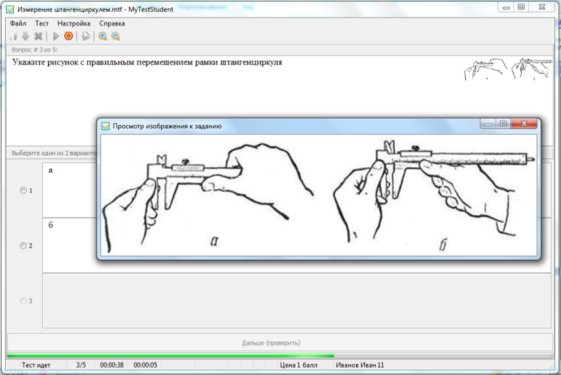 Измерение штангенциркулем.mtf - MyTestStudent
Файл Тест Настройка Справка
Вопрос # 3 из 5:
Укажите рисунок с правильным перемещением рамки штангенциркуля
Просмотр изображения к заданию
Выберите один из 2 варианто
1 а
2 б
3
а б
Дальше (проверить)
Тест идет 3/5 00:00:38 00:00:05 Цена 1 балл Иванов Иван 11